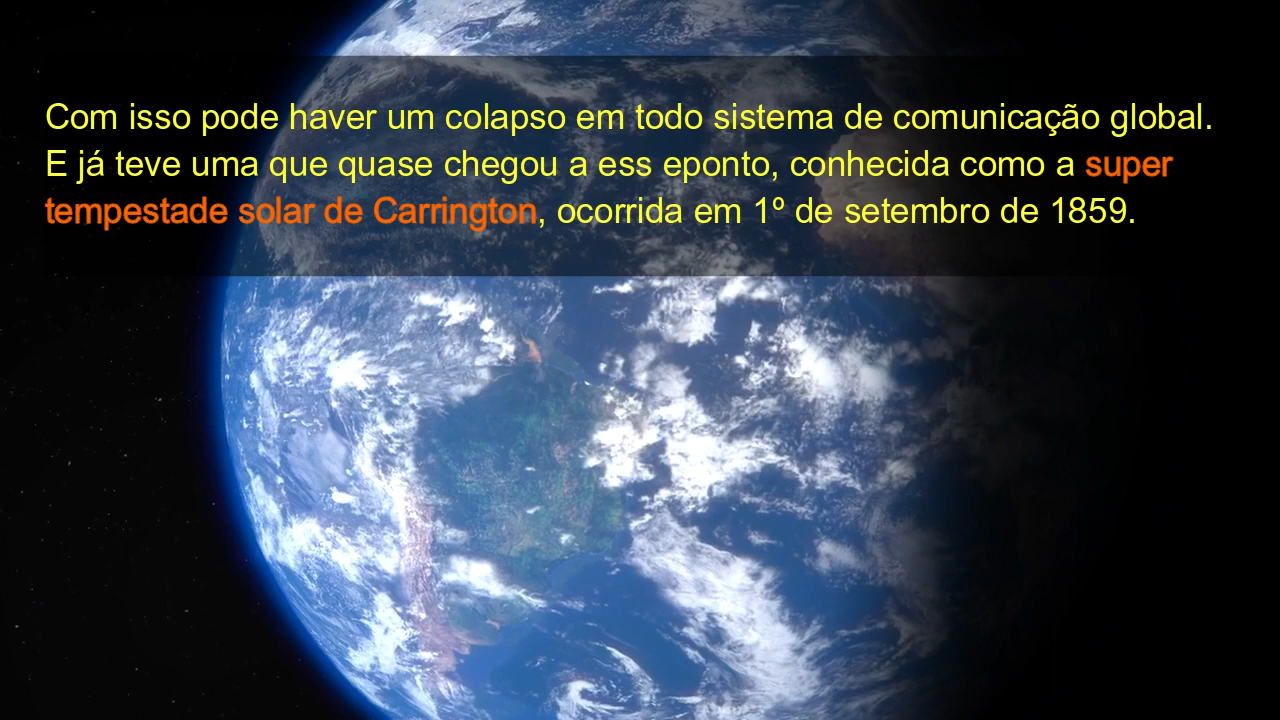 Com isso pode haver um colapso em todo sistema de comunicação global.
E já teve uma que quase chegou a ess eponto, conhecida como a super
tempestade solar de Carrington, ocorrida em 1º de setembro de 1859.